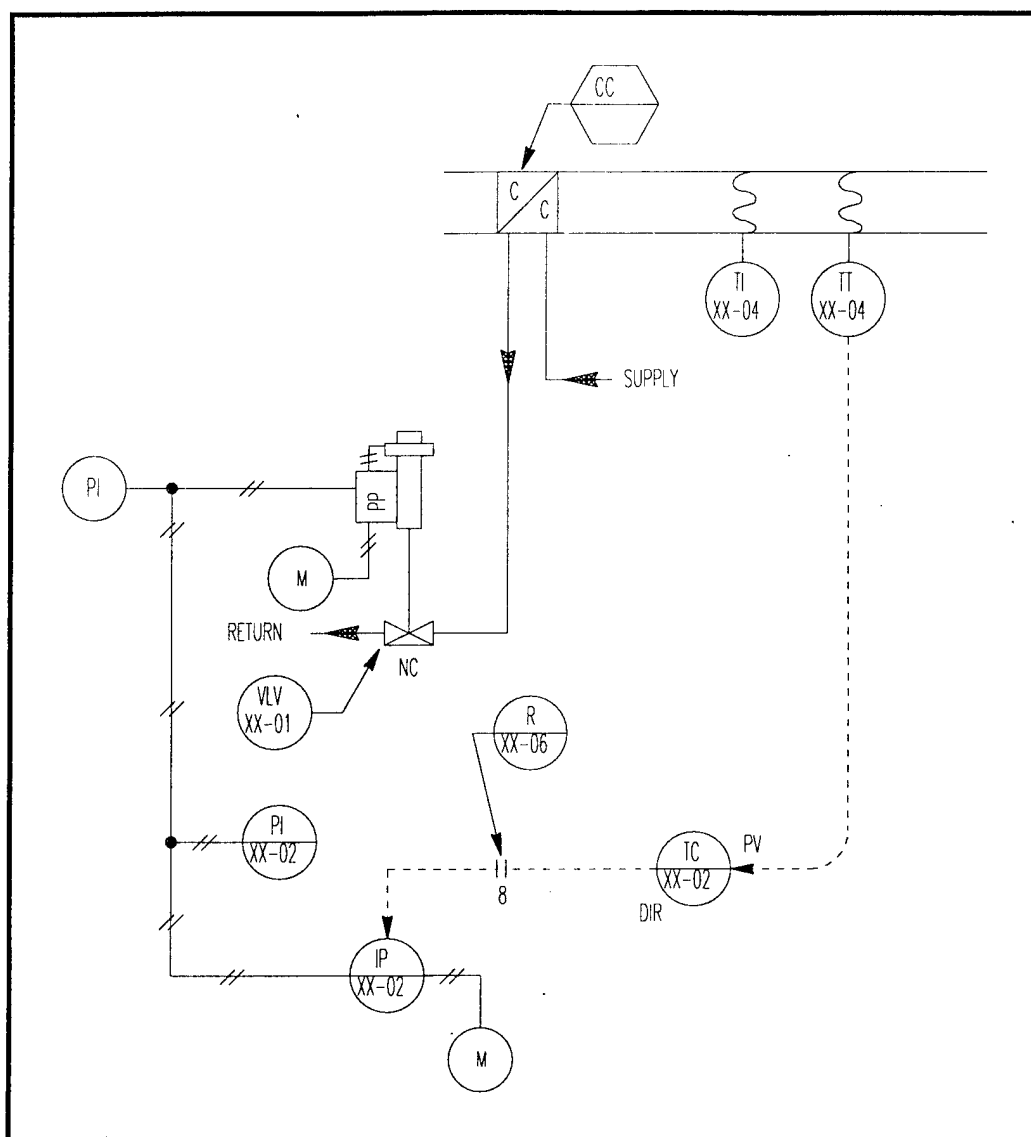 CC
C
C
TI
XX-04
TT
XX-04
SUPPLY
PI
PP
M
RETURN
NC
VLV
XX-01
R
XX-06
PI
XX-02
TC
XX-02
PV
8
DIR
IP
XX-02
M